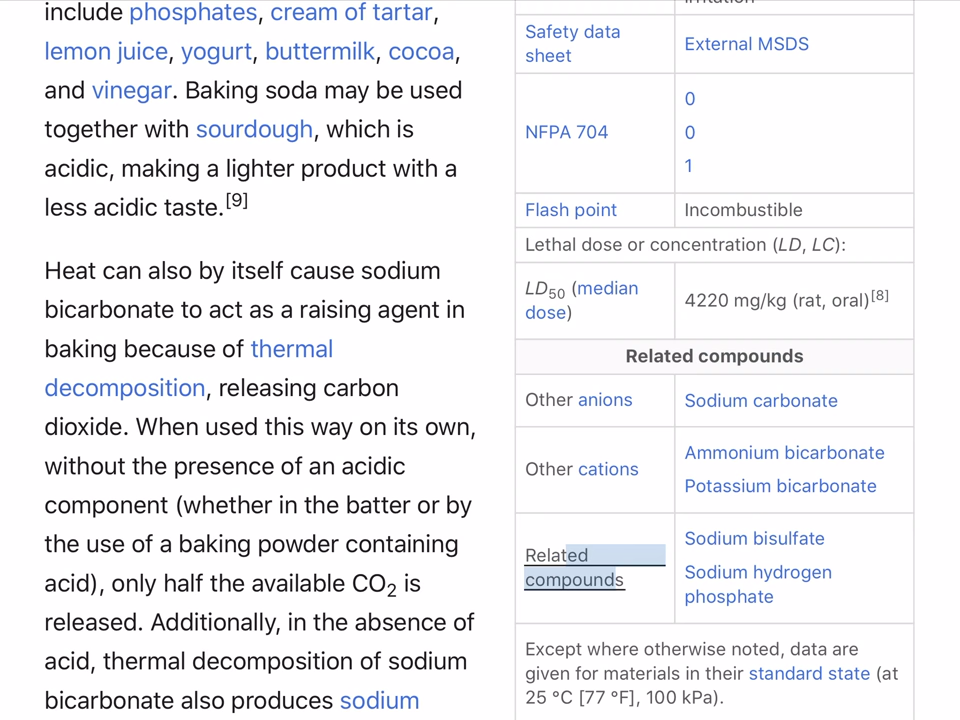 include phosphates, cream of tartar,
lemon juice, yogurt, buttermilk, cocoa,
and vinegar. Baking soda may be used
together with sourdough, which is
acidic, making a lighter product with a
less acidic taste.[9]
Heat can also by itself cause sodium
bicarbonate to act as a raising agent in
baking because of thermal
decomposition, releasing carbon
dioxide. When used this way on its own,
without the presence of an acidic
component (whether in the batter or by
the use of a baking powder containing
acid), only half the available CO2 is
released. Additionally, in the absence of
acid, thermal decomposition of sodium
bicarbonate also produces sodium
Safety data
sheet
External MSDS
NFPA 704
0
0
1
Flash point
Incombustible
Lethal dose or concentration (LD, LC):
LD50 (median
dose)
4220 mg/kg (rat, oral)[8]
Related compounds
Other anions
Sodium carbonate
Other cations
Ammonium bicarbonate
Potassium bicarbonate
Related
compounds
Sodium bisulfate
Sodium hydrogen
phosphate
Except where otherwise noted, data are
given for materials in their standard state (at
25 °C [77 °F], 100 kPa).